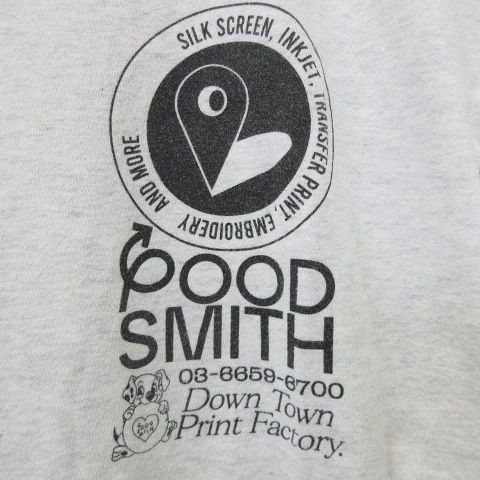 SILK SCREEN, INKJET, TRANSFER PRINT, EMBROIDERY AND MORE
GOOD
SMITH
03-6659-6700
Down Town
Print Factory.